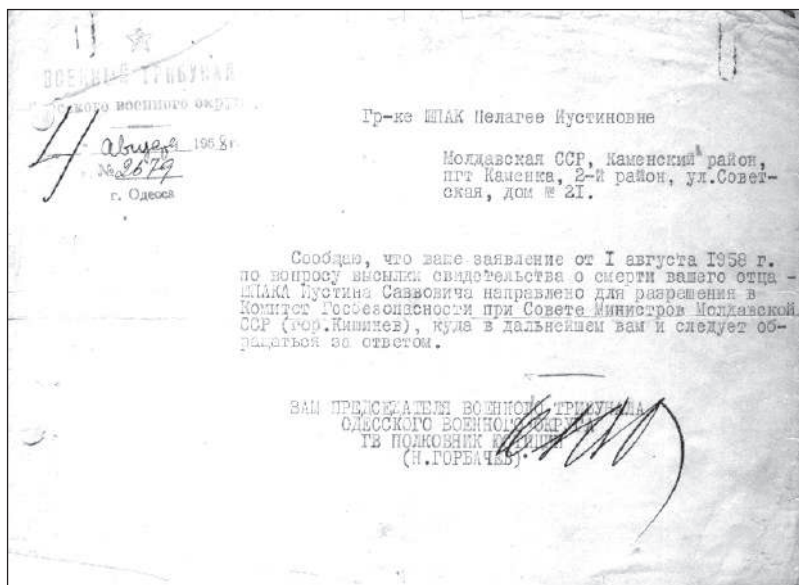 ВОЕННЫЙ ТРИБУНАЛ
военного округа
4 августа 1958 г.
№ 2679
г. Одесса
Гр-ке ШПАК Пелагее Иустиновне
Молдавская ССР, Каменский район,
пгт Каменка, 2-й район, ул.Совет-
ская, дом № 21.
Сообщаю, что ваше заявление от I августа 1958 г.
по вопросу высылки свидетельства о смерти вашего отца -
ШПАКА Иустина Саввовича направлено для разрешения в
Комитет Госбезопасности при Совете Министров Молдавской
ССР (гор.Кишинев), куда в дальнейшем вам и следует об-
ращаться за ответом.
ЗАМ ПРЕДСЕДАТЕЛЯ ВОЕННОГО ТРИБУНАЛА
ОДЕССКОГО ВОЕННОГО ОКРУГА
ГВ ПОЛКОВНИК ЮСТИЦИИ
(Н.ГОРБАЧЕВ)